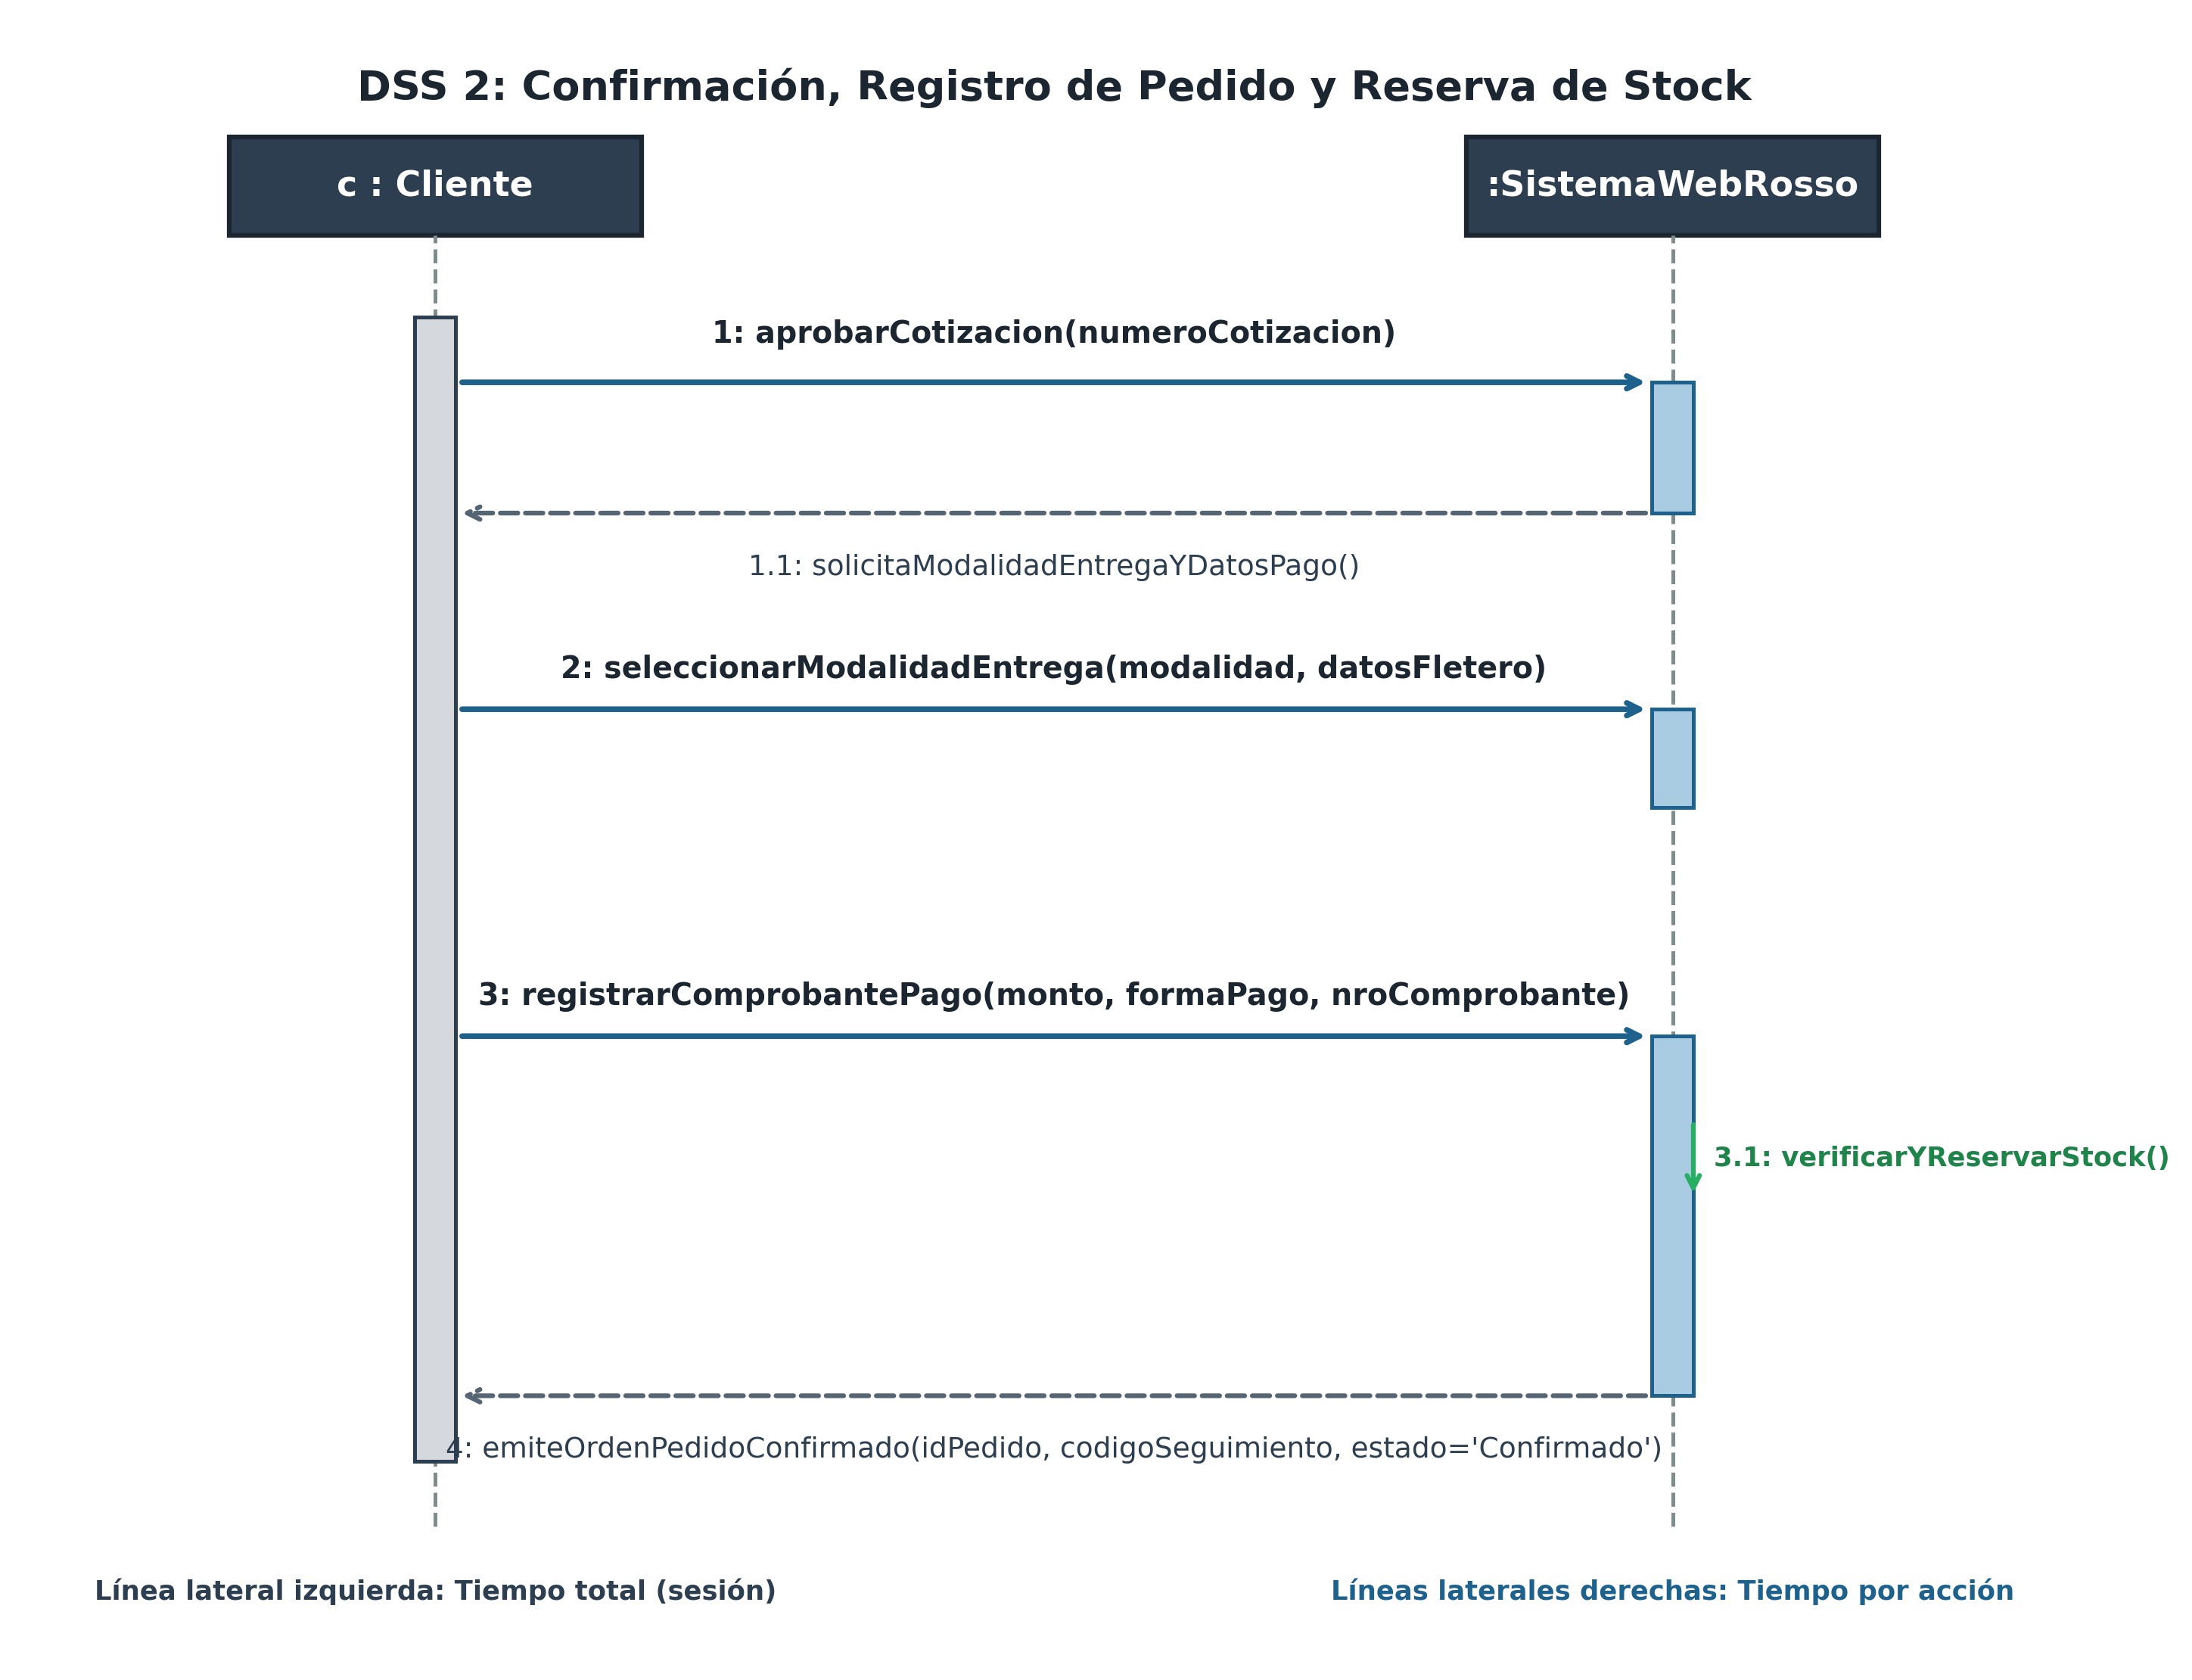 DSS 2: Confirmación, Registro de Pedido y Reserva de Stock
c : Cliente
:SistemaWebRosso
1: aprobarCotizacion(numeroCotizacion)
1.1: solicitaModalidadEntregaYDatosPago()
2: seleccionarModalidadEntrega(modalidad, datosFletero)
3: registrarComprobantePago(monto, formaPago, nroComprobante)
3.1: verificarYReservarStock()
4: emiteOrdenPedidoConfirmado(idPedido, codigoSeguimiento, estado='Confirmado')
Línea lateral izquierda: Tiempo total (sesión)
Líneas laterales derechas: Tiempo por acción